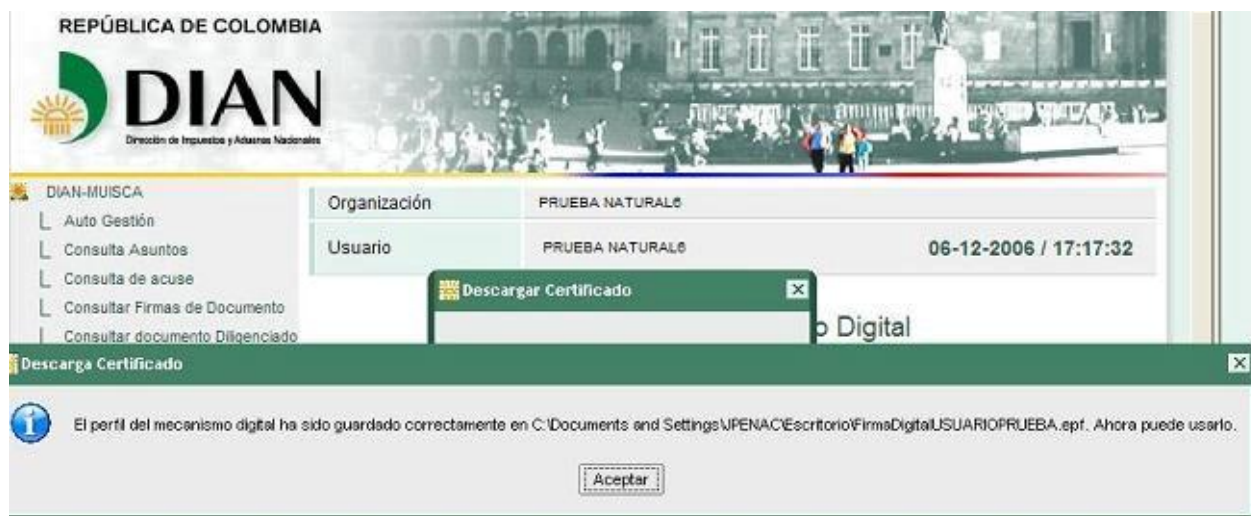 REPÚBLICA DE COLOMBIA
DIAN
Dirección de Impuestos y Aduanas Nacionales
DIAN-MUISCA
Auto Gestión
Consulta Asuntos
Consulta de acuse
Consultar Firmas de Documento
Consultar documento Diligenciado
Organización PRUEBA NATURAL6
Usuario PRUEBA NATURAL6 06-12-2006 / 17:17:32
Descargar Certificado
o Digital
Descarga Certificado
El perfil del mecanismo digital ha sido guardado correctamente en C:\Documents and Settings\JPENAC\Escritorio\FirmaDigital\USUARIOPRUEBA.epf. Ahora puede usarlo.
Aceptar